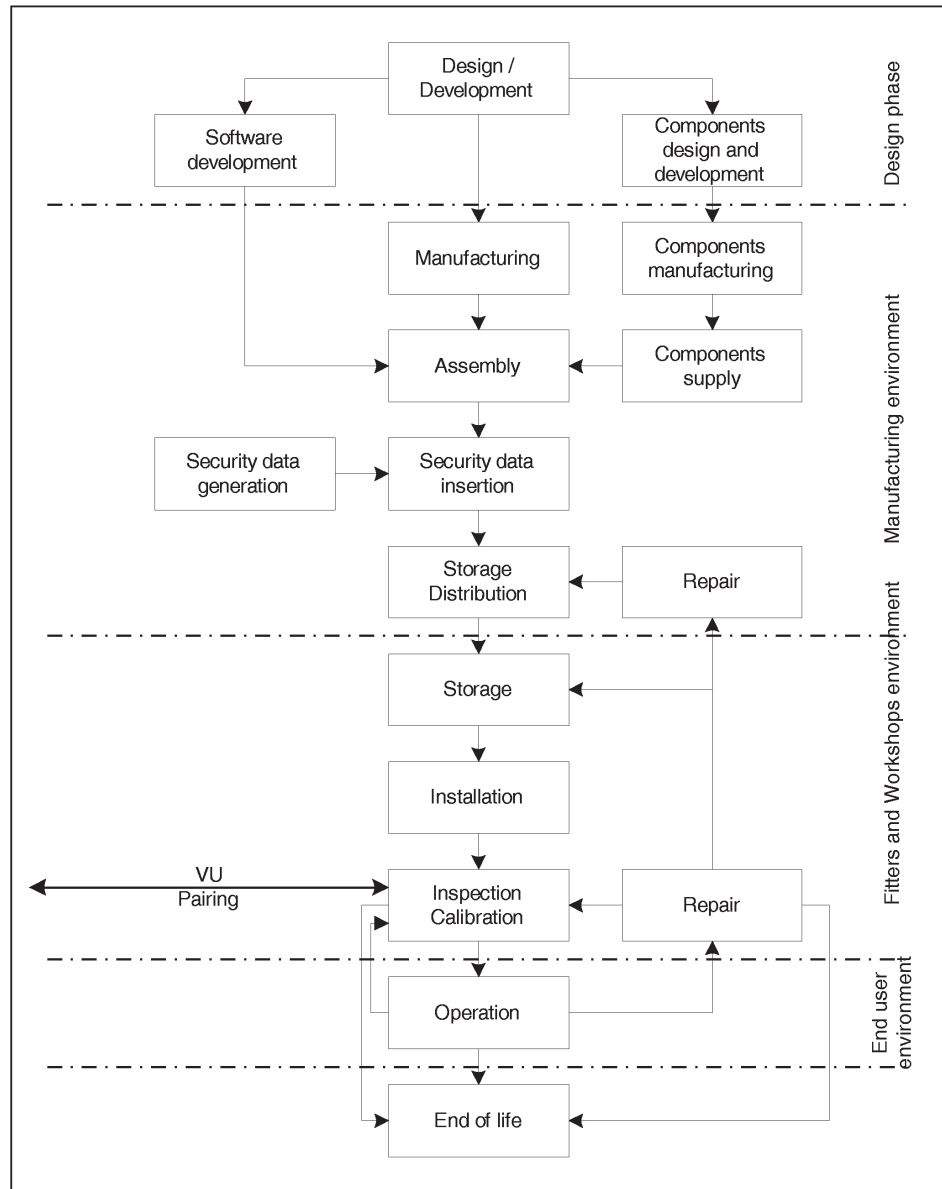 Design /
Development
Software
development
Components
design and
development
Design phase
Manufacturing
Components
manufacturing
Assembly
Components
supply
Manufacturing environment
Security data
generation
Security data
insertion
Storage
Distribution
Repair
Storage
Installation
Fitters and Workshops environment
VU
Pairing
Inspection
Calibration
Repair
Operation
End user
environment
End of life